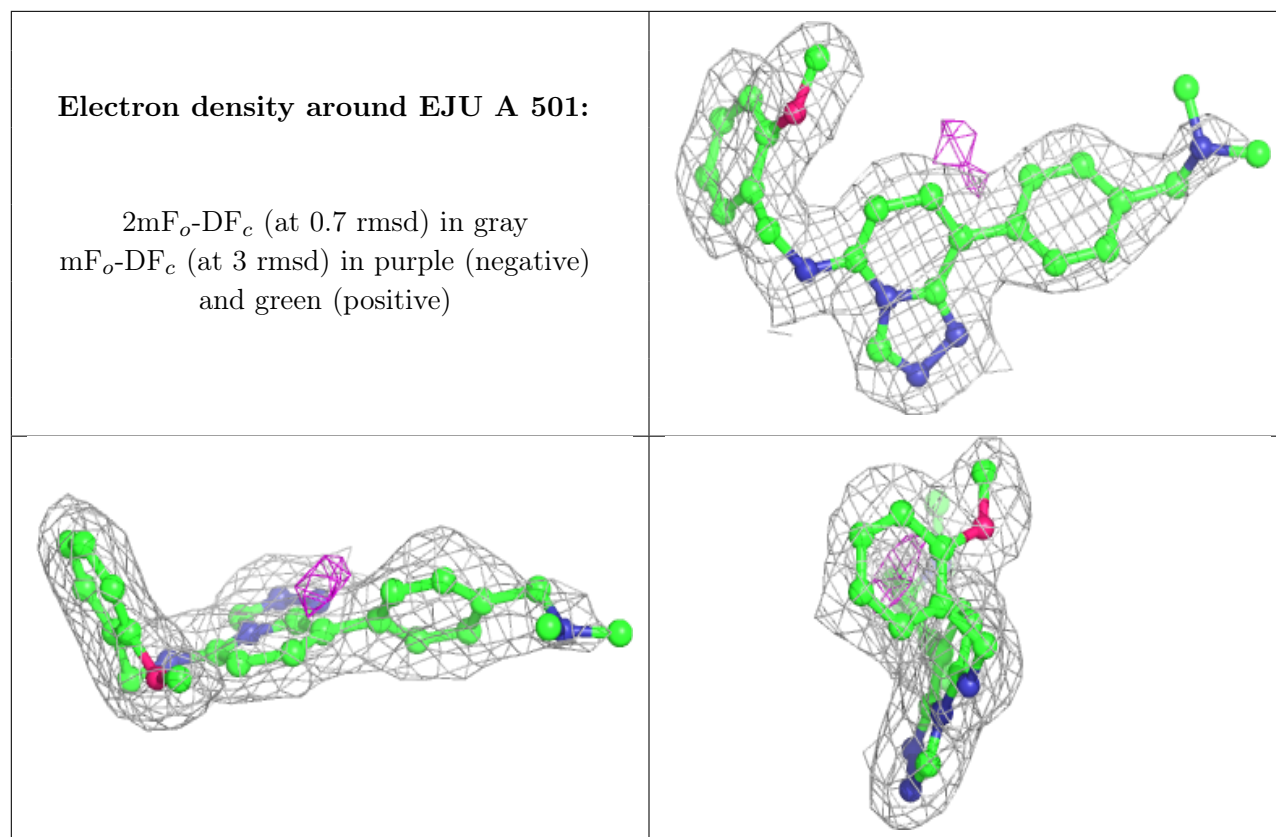 Electron density around EJU A 501:
2mFo-DFc (at 0.7 rmsd) in gray
mFo-DFc (at 3 rmsd) in purple (negative)
and green (positive)